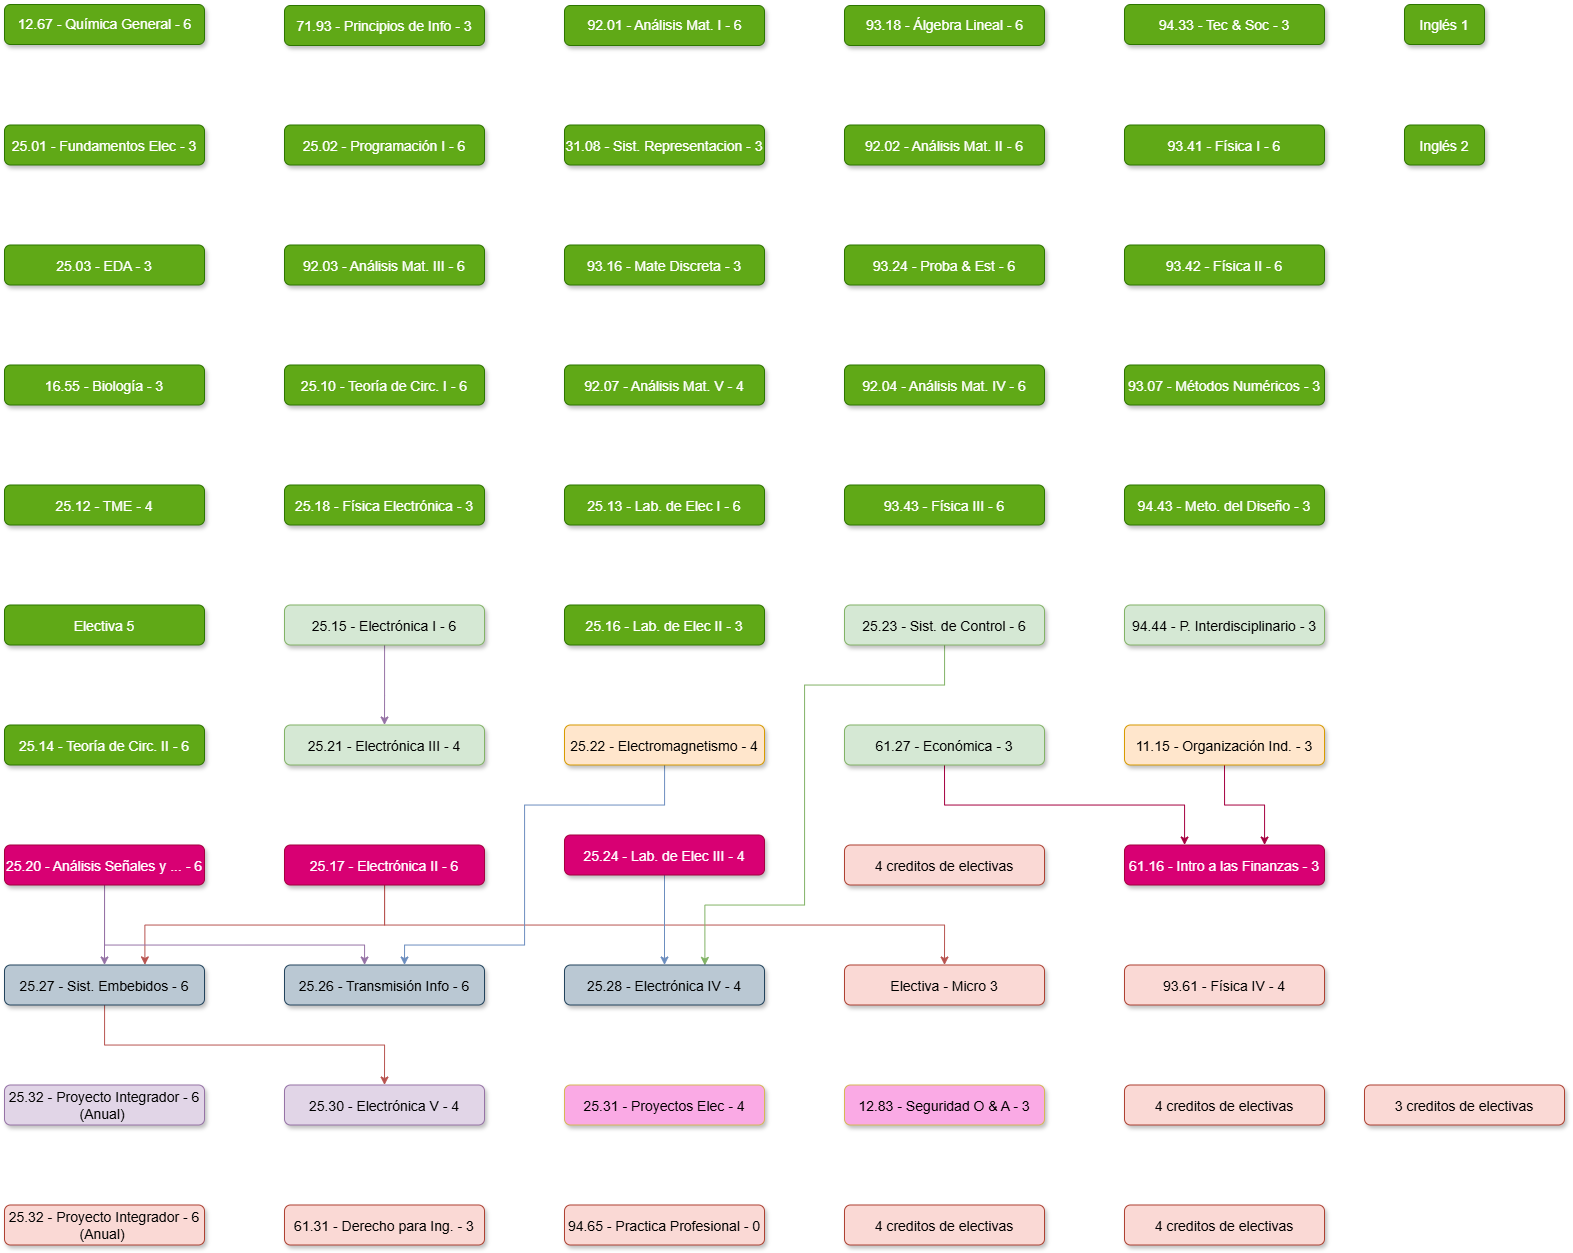 12.67 - Química General - 6
71.93 - Principios de Info - 3
92.01 - Análisis Mat. I - 6
93.18 - Álgebra Lineal - 6
94.33 - Tec & Soc - 3
Inglés 1
25.01 - Fundamentos Elec - 3
25.02 - Programación I - 6
31.08 - Sist. Representacion - 3
92.02 - Análisis Mat. II - 6
93.41 - Física I - 6
Inglés 2
25.03 - EDA - 3
92.03 - Análisis Mat. III - 6
93.16 - Mate Discreta - 3
93.24 - Proba & Est - 6
93.42 - Física II - 6
16.55 - Biología - 3
25.10 - Teoría de Circ. I - 6
92.07 - Análisis Mat. V - 4
92.04 - Análisis Mat. IV - 6
93.07 - Métodos Numéricos - 3
25.12 - TME - 4
25.18 - Física Electrónica - 3
25.13 - Lab. de Elec I - 6
93.43 - Física III - 6
94.43 - Meto. del Diseño - 3
Electiva 5
25.15 - Electrónica I - 6
25.16 - Lab. de Elec II - 3
25.23 - Sist. de Control - 6
94.44 - P. Interdisciplinario - 3
25.14 - Teoría de Circ. II - 6
25.21 - Electrónica III - 4
25.22 - Electromagnetismo - 4
61.27 - Económica - 3
11.15 - Organización Ind. - 3
25.20 - Análisis Señales y ... - 6
25.17 - Electrónica II - 6
25.24 - Lab. de Elec III - 4
4 creditos de electivas
61.16 - Intro a las Finanzas - 3
25.27 - Sist. Embebidos - 6
25.26 - Transmisión Info - 6
25.28 - Electrónica IV - 4
Electiva - Micro 3
93.61 - Física IV - 4
25.32 - Proyecto Integrador - 6
(Anual)
25.30 - Electrónica V - 4
25.31 - Proyectos Elec - 4
12.83 - Seguridad O & A - 3
4 creditos de electivas
3 creditos de electivas
25.32 - Proyecto Integrador - 6
(Anual)
61.31 - Derecho para Ing. - 3
94.65 - Practica Profesional - 0
4 creditos de electivas
4 creditos de electivas